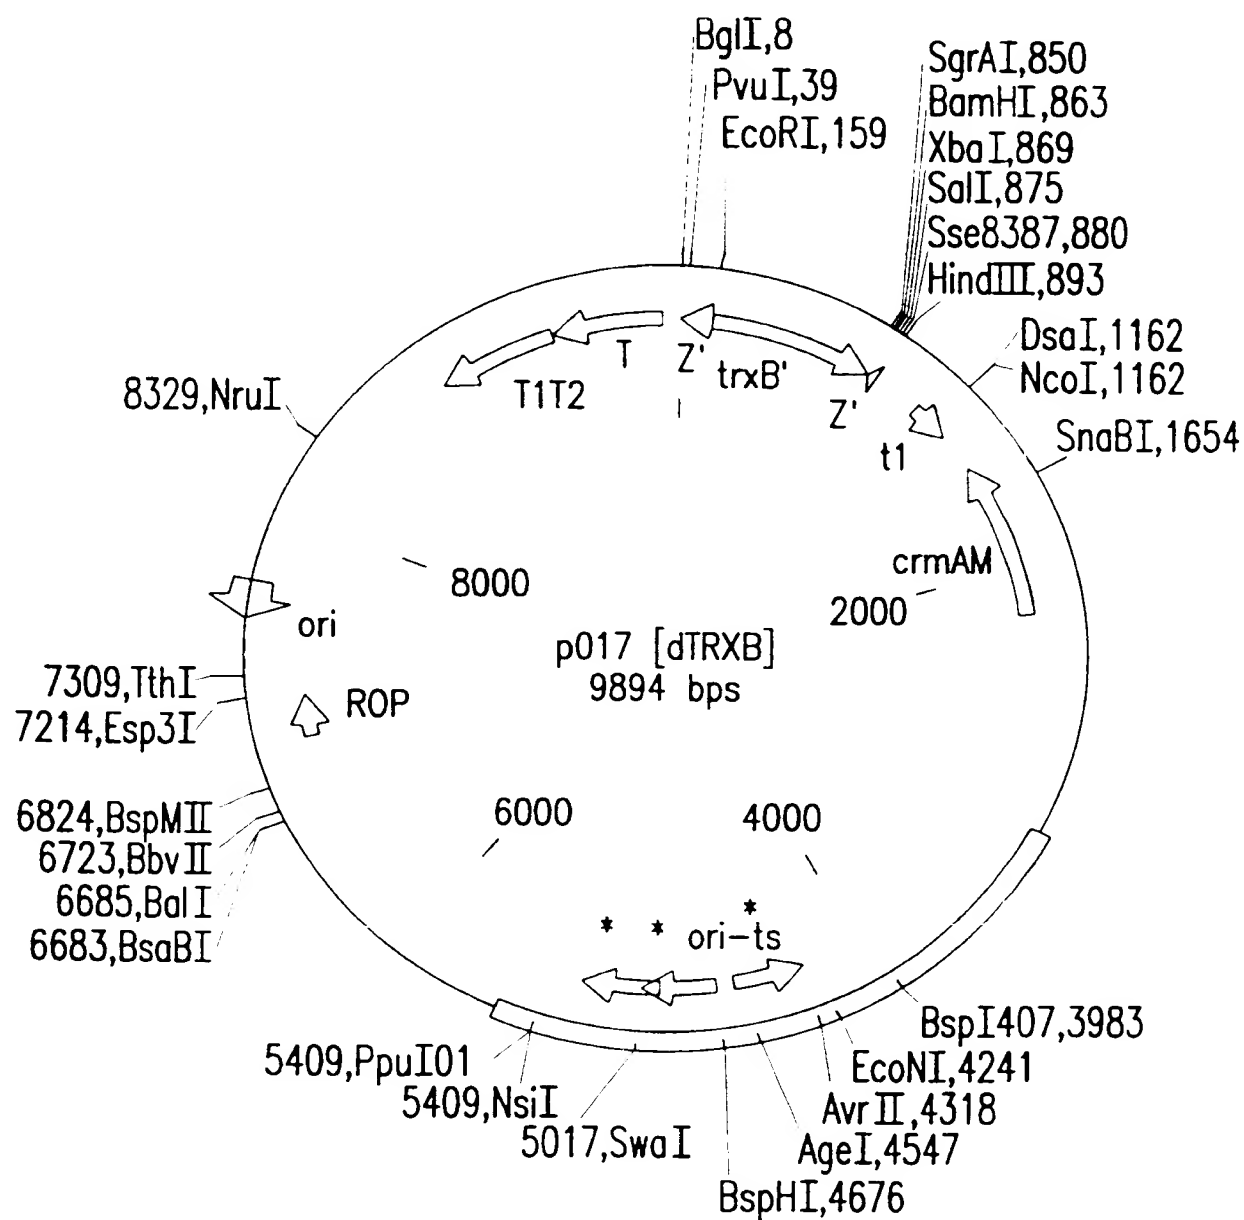 BglI,8
PvuI,39
EcoRI,159
SgrAI,850
BamHI,863
XbaI,869
SalI,875
Sse8387,880
HindIII,893
DsaI,1162
NcoI,1162
SnaBI,1654
8329,NruI
T
Z'
trxB'
T1T2
Z'
t1
crmAM
8000
2000
ori
p017 [dTRXB]
9894 bps
7309,TthI
7214,Esp3I
ROP
6824,BspMII
6723,BbvII
6685,BalI
6683,BsaBI
6000
4000
* * *
ori-ts
BspI407,3983
EcoNI,4241
AvrII,4318
AgeI,4547
BspHI,4676
5409,PpuI01
5409,NsiI
5017,SwaI